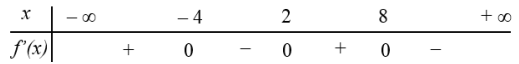 x − ∞ − 4 2 8 + ∞
f'(x) + 0 − 0 + 0 −